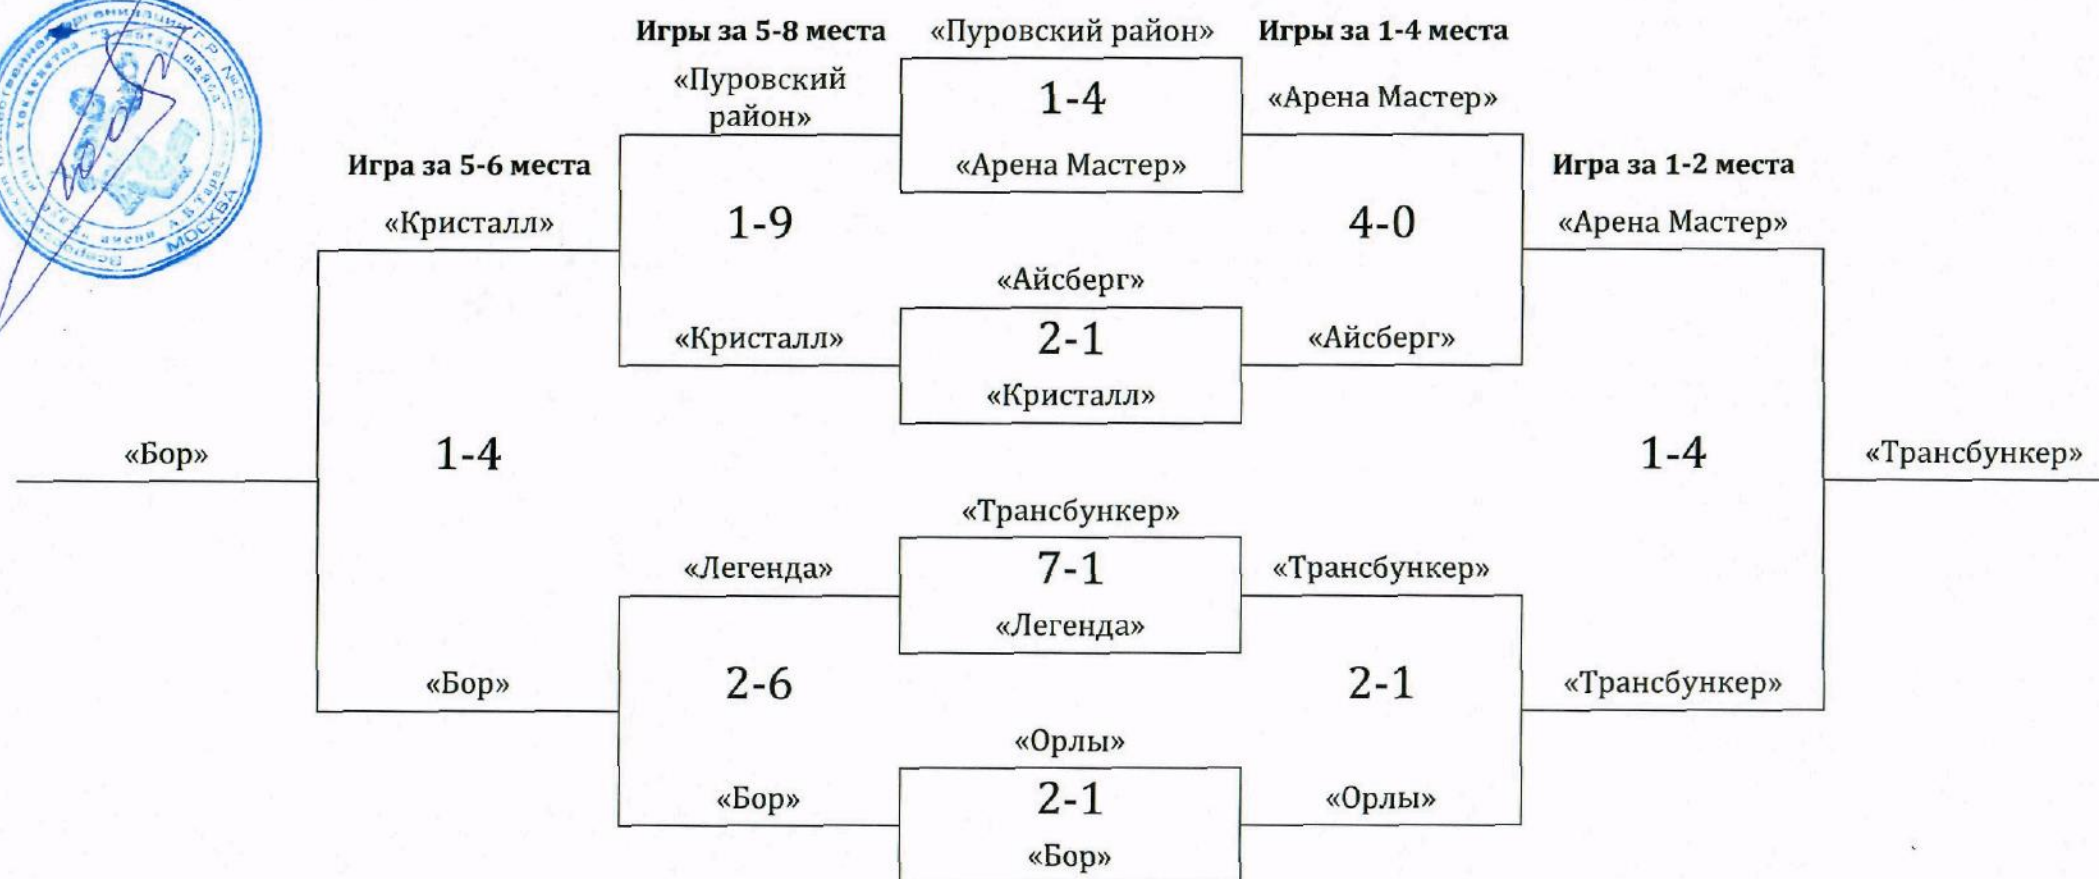 Игры за 5-8 места
«Пуровский район»
Игры за 1-4 места
«Пуровский
район»
1-4
«Арена Мастер»
Игра за 5-6 места
«Арена Мастер»
Игра за 1-2 места
«Кристалл»
1-9
4-0
«Арена Мастер»
«Айсберг»
«Кристалл»
2-1
«Айсберг»
«Кристалл»
«Бор»
1-4
1-4
«Трансбункер»
«Трансбункер»
«Легенда»
7-1
«Трансбункер»
«Легенда»
«Бор»
2-6
2-1
«Трансбункер»
«Орлы»
«Бор»
2-1
«Орлы»
«Бор»
МОСКВА